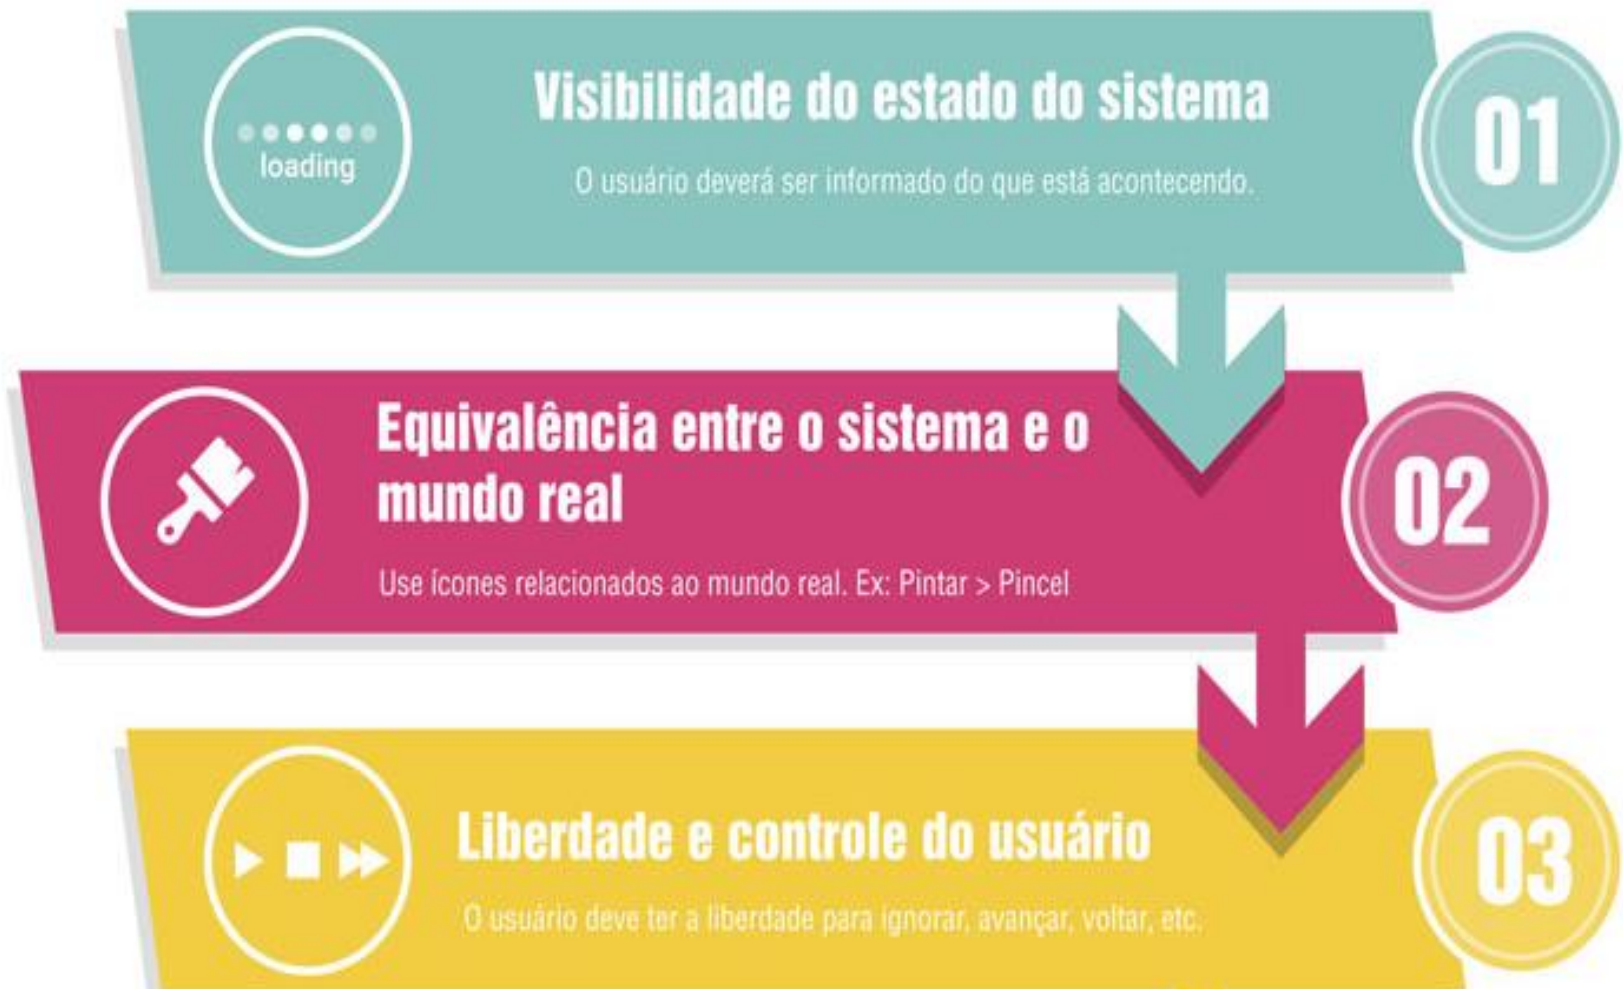 loading
Visibilidade do estado do sistema
O usuário deverá ser informado do que está acontecendo.
01
Equivalência entre o sistema e o
mundo real
Use ícones relacionados ao mundo real. Ex: Pintar > Pincel
02
Liberdade e controle do usuário
O usuário deve ter a liberdade para ignorar, avançar, voltar, etc.
03